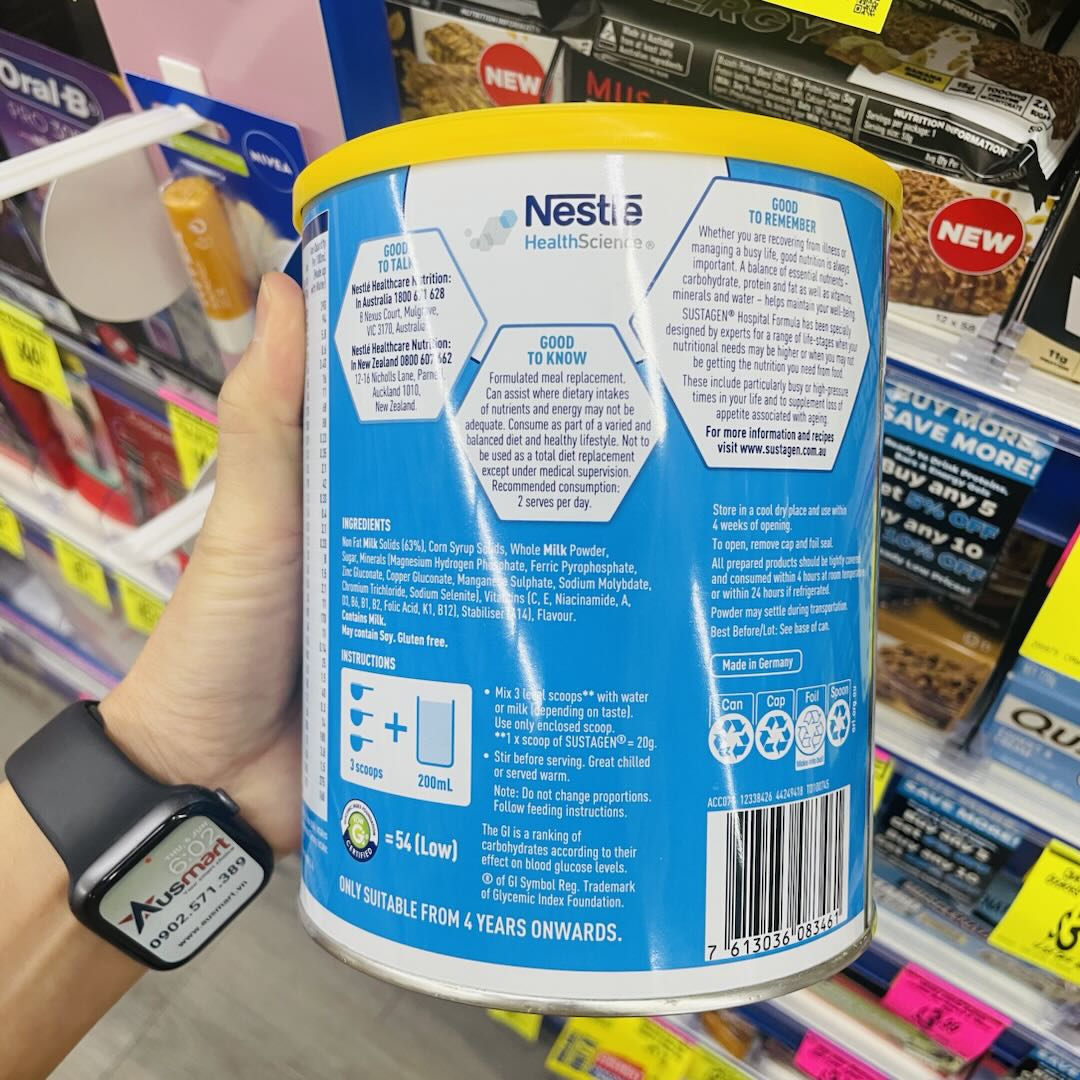 Nestlé
HealthScience®
GOOD
TO TALK
Nestlé Healthcare Nutrition:
In Australia 1800 671 628
8 Nexus Court, Mulgrave,
VIC 3170, Australia.
Nestlé Healthcare Nutrition:
In New Zealand 0800 607 662
12-16 Nicholls Lane, Parnell,
Auckland 1010,
New Zealand.
GOOD
TO KNOW
Formulated meal replacement.
Can assist where dietary intakes
of nutrients and energy may not be
adequate. Consume as part of a varied and
balanced diet and healthy lifestyle. Not to
be used as a total diet replacement
except under medical supervision.
Recommended consumption:
2 serves per day.
GOOD
TO REMEMBER
Whether you are recovering from illness or
managing a busy life, good nutrition is always
important. A balance of essential nutrients –
carbohydrate, protein and fat as well as vitamins,
minerals and water – helps maintain your well-being.
SUSTAGEN® Hospital Formula has been specially
designed by experts for a range of life-stages when your
nutritional needs may be higher or when you may not
be getting the nutrition you need from food.
These include particularly busy or high-pressure
times in your life and to supplement loss of
appetite associated with ageing.
For more information and recipes
visit www.sustagen.com.au
INGREDIENTS
Non Fat Milk Solids (63%), Corn Syrup Solids, Whole Milk Powder,
Sugar, Minerals (Magnesium Hydrogen Phosphate, Ferric Pyrophosphate,
Zinc Gluconate, Copper Gluconate, Manganese Sulphate, Sodium Molybdate,
Chromium Trichloride, Sodium Selenite), Vitamins (C, E, Niacinamide, A,
D3, B6, B1, B2, Folic Acid, K1, B12), Stabiliser (414), Flavour.
Contains Milk.
May contain Soy. Gluten free.
INSTRUCTIONS
3 scoops
200mL
• Mix 3 level scoops** with water
or milk (depending on taste).
Use only enclosed scoop.
**1 x scoop of SUSTAGEN® = 20g.
• Stir before serving. Great chilled
or served warm.
Note: Do not change proportions.
Follow feeding instructions.
= 54 (Low)
The GI is a ranking of
carbohydrates according to their
effect on blood glucose levels.
® of GI Symbol Reg. Trademark
of Glycemic Index Foundation.
ONLY SUITABLE FROM 4 YEARS ONWARDS.
Store in a cool dry place and use within
4 weeks of opening.
To open, remove cap and foil seal.
All prepared products should be tightly covered
and consumed within 4 hours at room temperature
or within 24 hours if refrigerated.
Powder may settle during transportation.
Best Before/Lot: See base of can.
Made in Germany
Can
Cap
Foil
Spoon
ACC074 12338426 44249418 TD100745
7 613036 083461
6:02
Ausmart
0902.571.389
www.ausmart.vn
Oral-B
PRO
NIVEA
NEW
NEW
NUTRITION INFORMATION
12 x 58
11g
BUY MORE
SAVE MORE!
Buy any 5